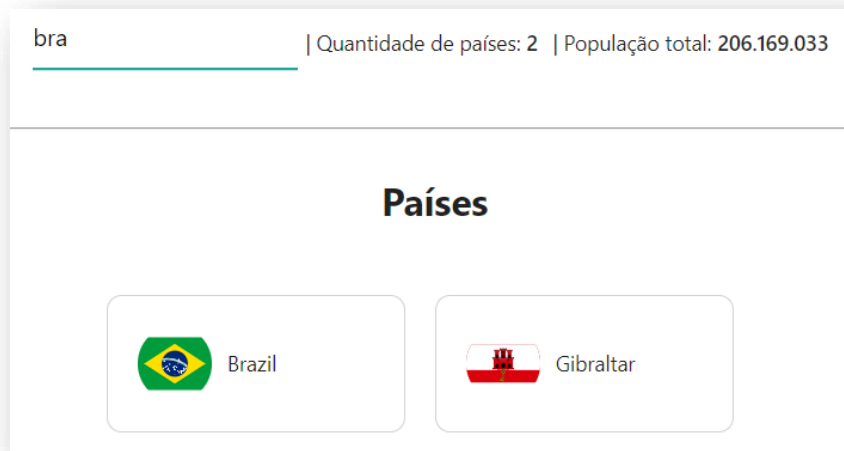 bra | Quantidade de países: 2 | População total: 206.169.033
Países
Brazil
Gibraltar